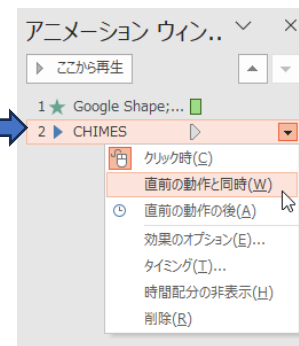 アニメーション ウィン..
ここから再生
1 Google Shape;...
2 CHIMES
クリック時(C)
直前の動作と同時(W)
直前の動作の後(A)
効果のオプション(E)...
タイミング(T)...
時間配分の非表示(H)
削除(R)